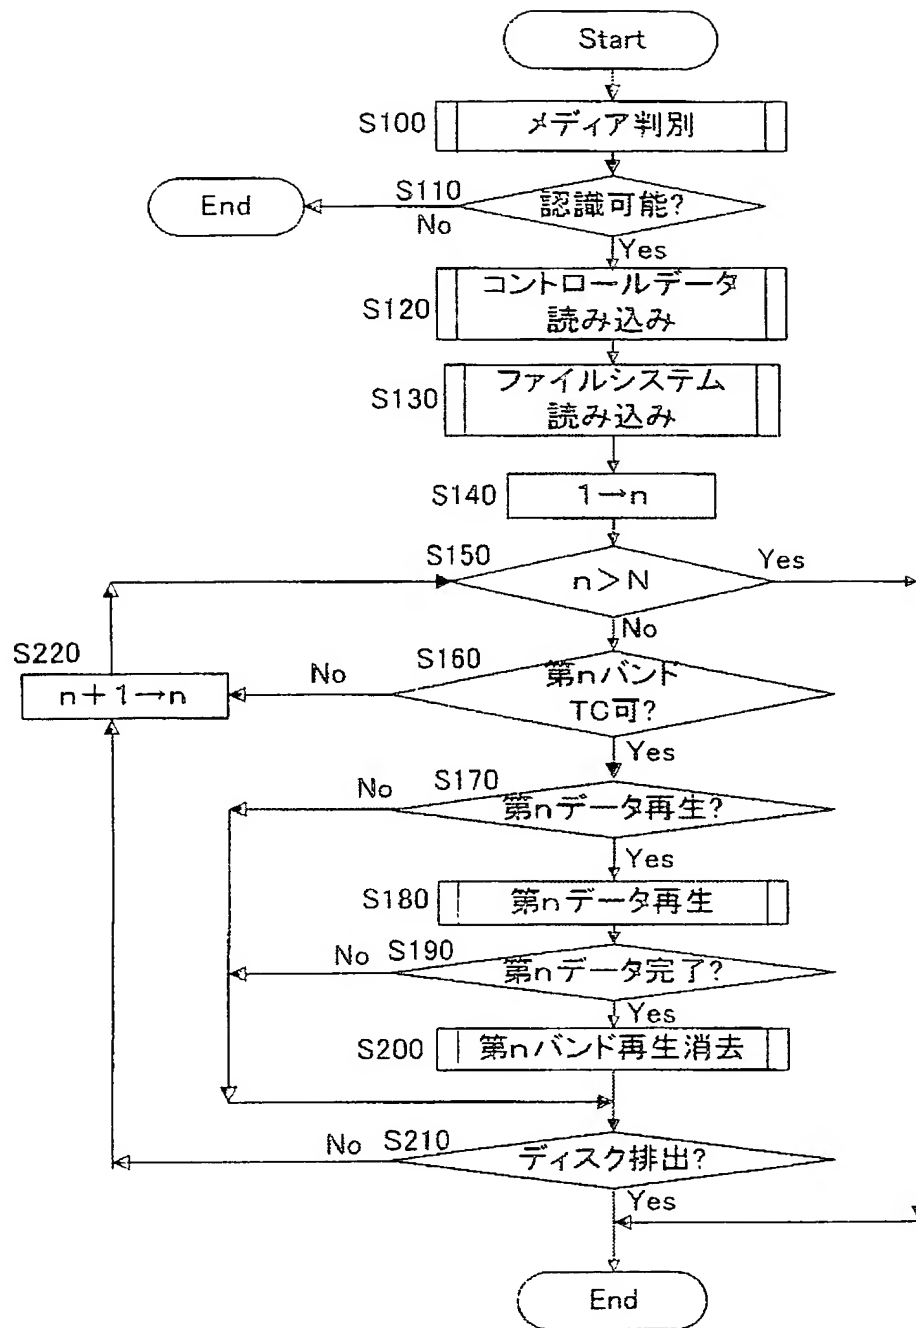 Start
S100
メディア判別
End
S110
No
認識可能?
Yes
S120
コントロールデータ
読み込み
S130
ファイルシステム
読み込み
S140
1→n
S150
n>N
Yes
No
S220
n+1→n
No
S160
第nバンド
TC可?
Yes
No
S170
第nデータ再生?
Yes
S180
第nデータ再生
No
S190
第nデータ完了?
Yes
S200
第nバンド再生消去
No
S210
ディスク排出?
Yes
End